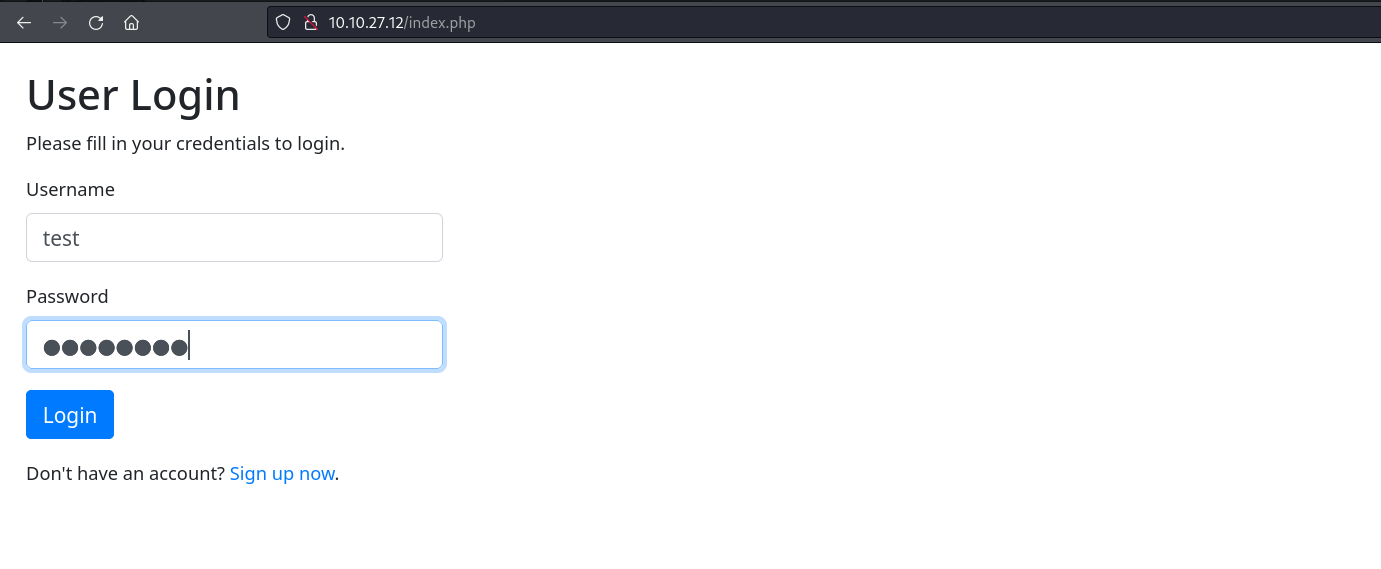 10.10.27.12/index.php
User Login
Please fill in your credentials to login.
Username
test
Password
●●●●●●●●
Login
Don't have an account? Sign up now.